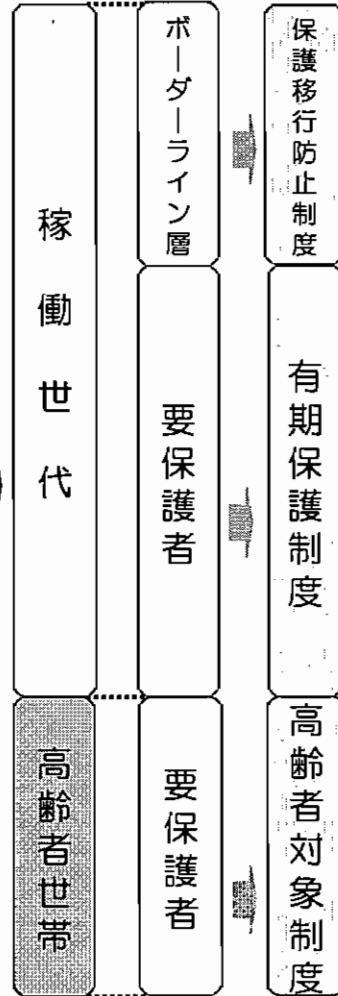 稼働世代
高齢者世帯
ボーダーライン層
要保護者
要保護者
保護移行防止制度
有期保護制度
高齢者対象制度